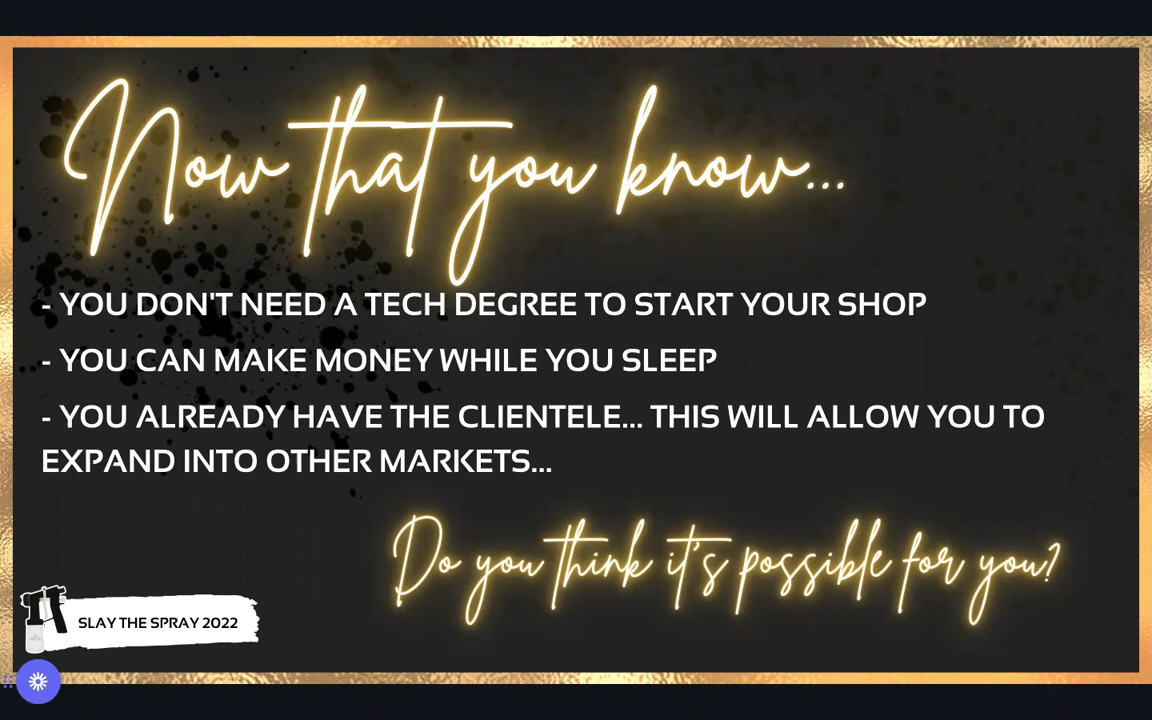 Now that you know...
- YOU DON'T NEED A TECH DEGREE TO START YOUR SHOP
- YOU CAN MAKE MONEY WHILE YOU SLEEP
- YOU ALREADY HAVE THE CLIENTELE... THIS WILL ALLOW YOU TO
EXPAND INTO OTHER MARKETS...
Do you think it's possible for you?
SLAY THE SPRAY 2022